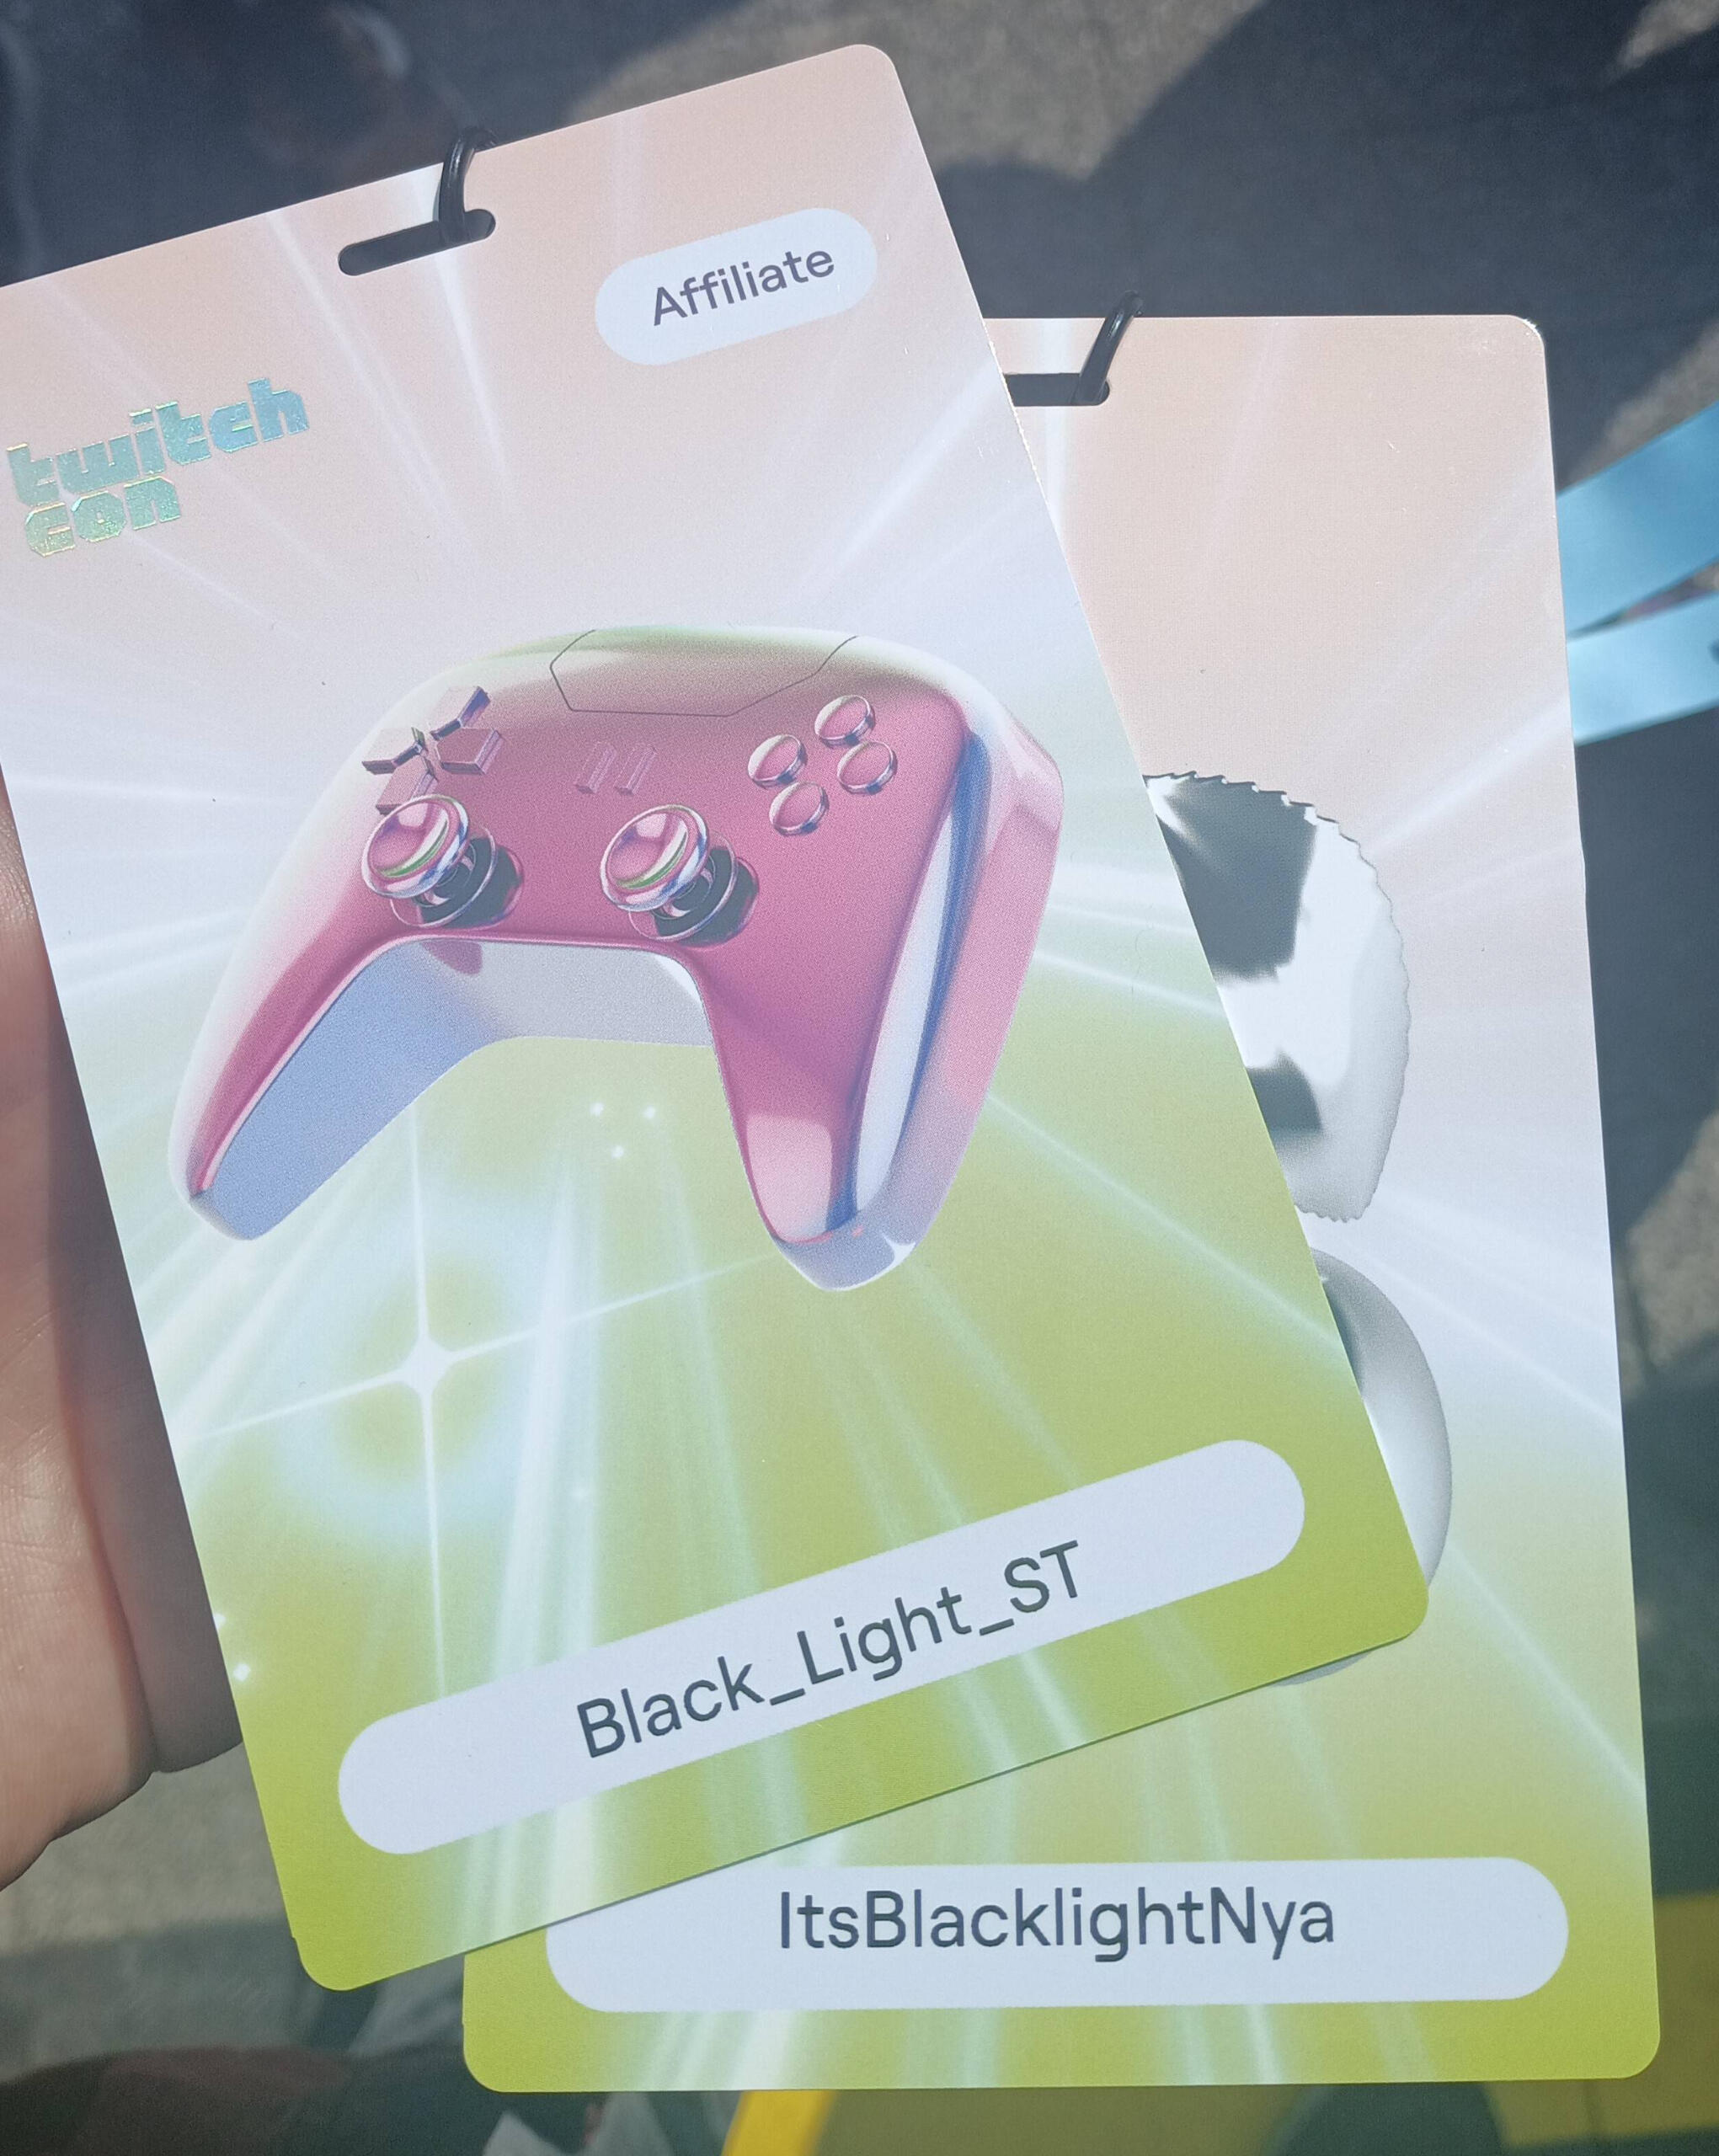 Affiliate
twitch
con
Black_Light_ST
ItsBlacklightNya